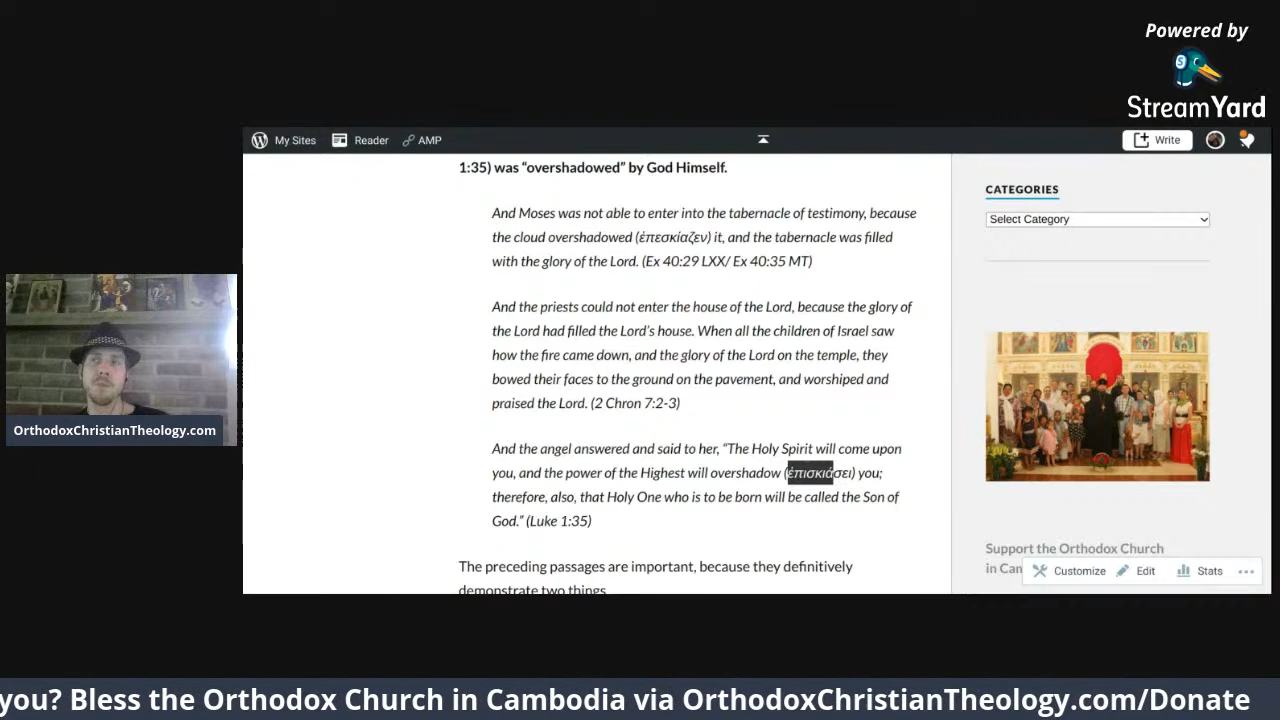 Powered by
StreamYard
My Sites
Reader
AMP
Write
1:35) was “overshadowed” by God Himself.
And Moses was not able to enter into the tabernacle of testimony, because
the cloud overshadowed (ἐπεσκίαζεν) it, and the tabernacle was filled
with the glory of the Lord. (Ex 40:29 LXX/ Ex 40:35 MT)
And the priests could not enter the house of the Lord, because the glory of
the Lord had filled the Lord’s house. When all the children of Israel saw
how the fire came down, and the glory of the Lord on the temple, they
bowed their faces to the ground on the pavement, and worshiped and
praised the Lord. (2 Chron 7:2-3)
And the angel answered and said to her, “The Holy Spirit will come upon
you, and the power of the Highest will overshadow (ἐπισκιάσει) you;
therefore, also, that Holy One who is to be born will be called the Son of
God.” (Luke 1:35)
The preceding passages are important, because they definitively
demonstrate two things
CATEGORIES
Select Category
Support the Orthodox Church
in Cam
Customize
Edit
Stats
OrthodoxChristianTheology.com
you? Bless the Orthodox Church in Cambodia via OrthodoxChristianTheology.com/Donate